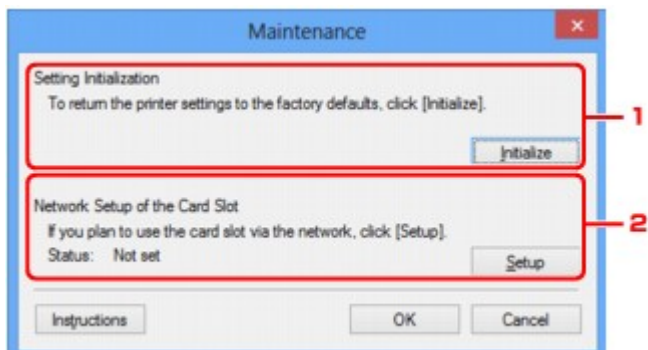 Maintenance
Setting Initialization
To return the printer settings to the factory defaults, click [Initialize].
1
Initialize
Network Setup of the Card Slot
If you plan to use the card slot via the network, click [Setup].
2
Status: Not set
Setup
Instructions OK Cancel